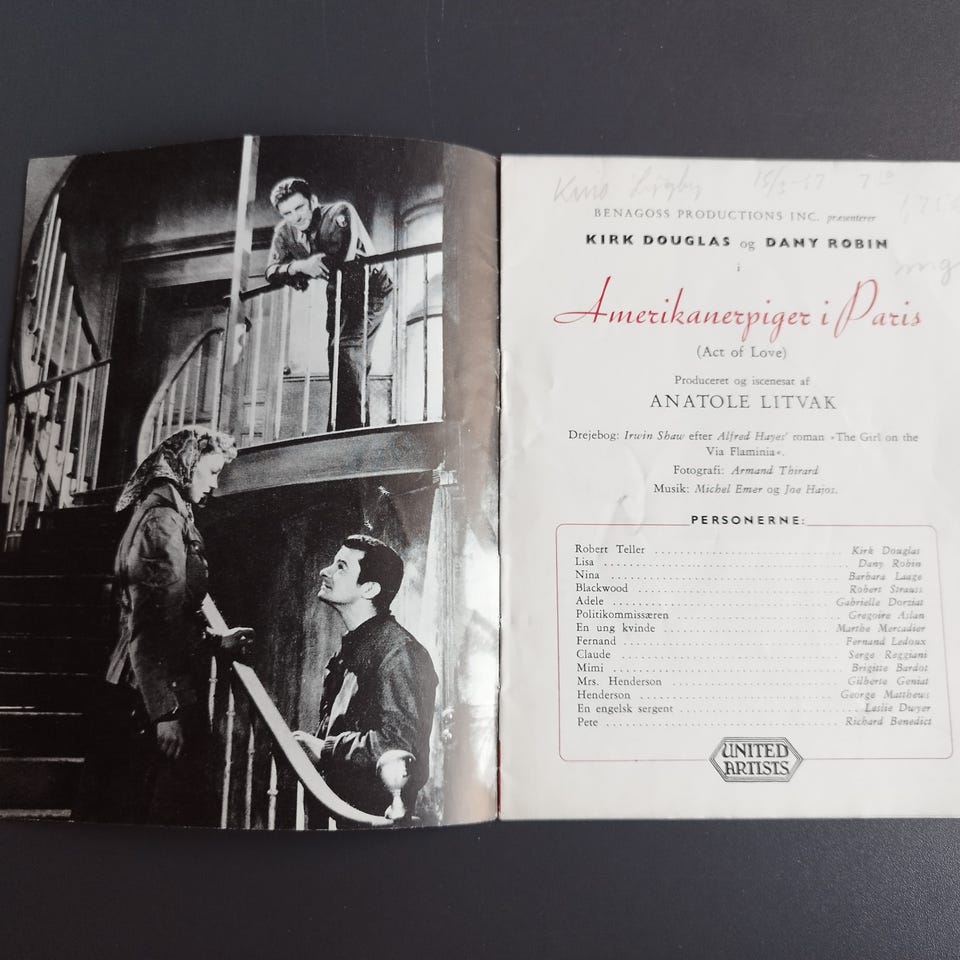 15/3-57 7
BENAGOSS PRODUCTIONS INC. præsenterer
KIRK DOUGLAS og DANY ROBIN
i
Amerikanerpiger i Paris
(Act of Love)
Produceret og iscenesat af
ANATOLE LITVAK
Drejebog: Irwin Shaw efter Alfred Hayes' roman »The Girl on the
Via Flaminia«.
Fotografi: Armand Thirard
Musik: Michel Emer og Joe Hajos.
PERSONERNE:
Robert Teller .......... Kirk Douglas
Lisa .......... Dany Robin
Nina .......... Barbara Laage
Blackwood .......... Robert Strauss
Adele .......... Gabrielle Dorziat
Politikommissæren .......... Gregoire Aslan
En ung kvinde .......... Marthe Mercadier
Fernand .......... Fernand Ledoux
Claude .......... Serge Reggiani
Mimi .......... Brigitte Bardot
Mrs. Henderson .......... Gilberte Geniat
Henderson .......... George Matthews
En engelsk sergent .......... Leslie Dwyer
Pete .......... Richard Benedict
UNITED
ARTISTS